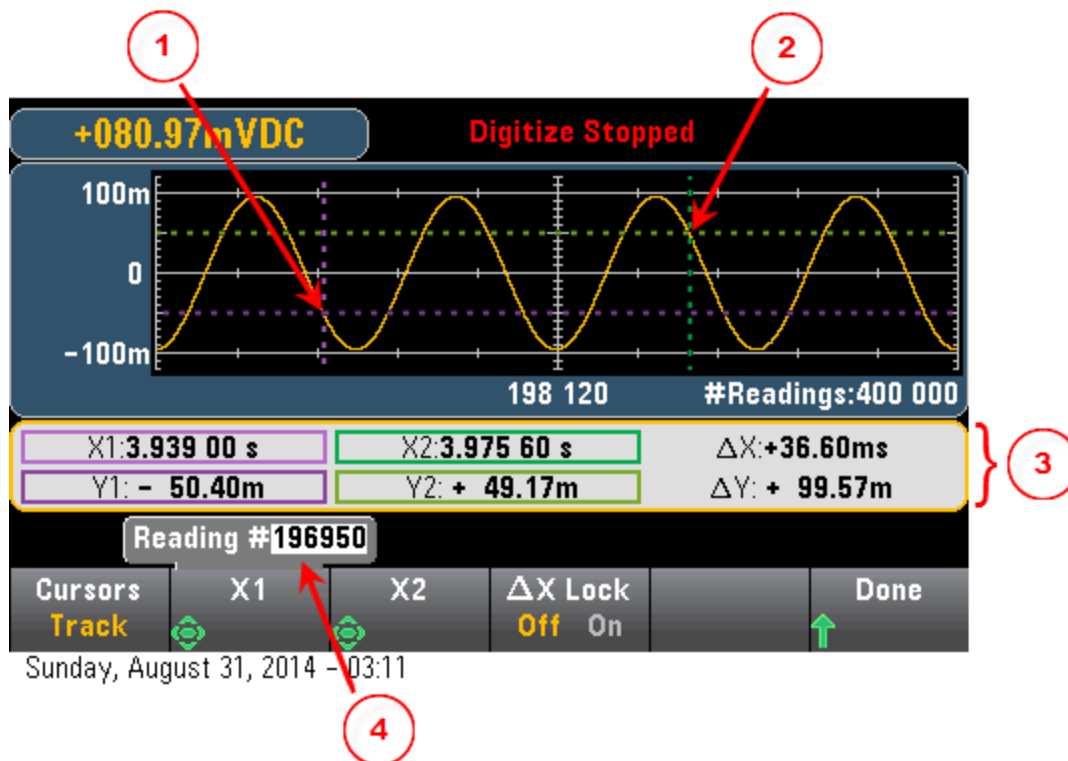 1 2
+080.97mVDC Digitize Stopped
100m
0
-100m
198 120 #Readings:400 000
X1:3.939 00 s X2:3.975 60 s ΔX:+36.60ms
Y1: - 50.40m Y2: + 49.17m ΔY: + 99.57m
3
Reading #196950
Cursors X1 X2 ΔX Lock Done
Track Off On
Sunday, August 31, 2014 - 03:11
4